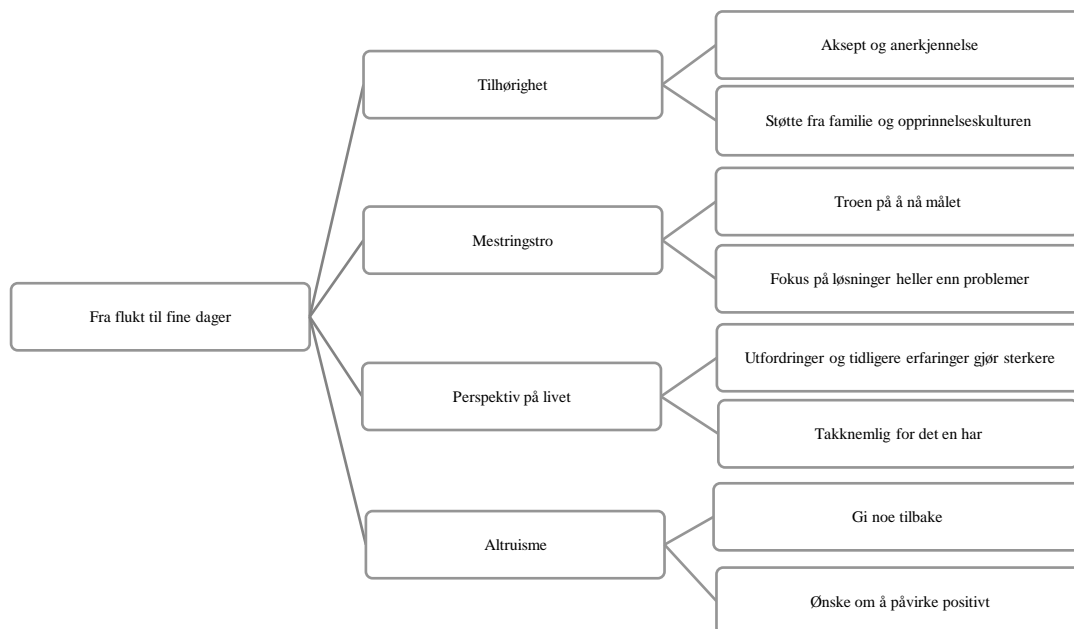 Fra flukt til fine dager
Tilhørighet
Aksept og anerkjennelse
Støtte fra familie og opprinnelseskulturen
Mestringstro
Troen på å nå målet
Fokus på løsninger heller enn problemer
Perspektiv på livet
Utfordringer og tidligere erfaringer gjør sterkere
Takknemlig for det en har
Altruisme
Gi noe tilbake
Ønske om å påvirke positivt